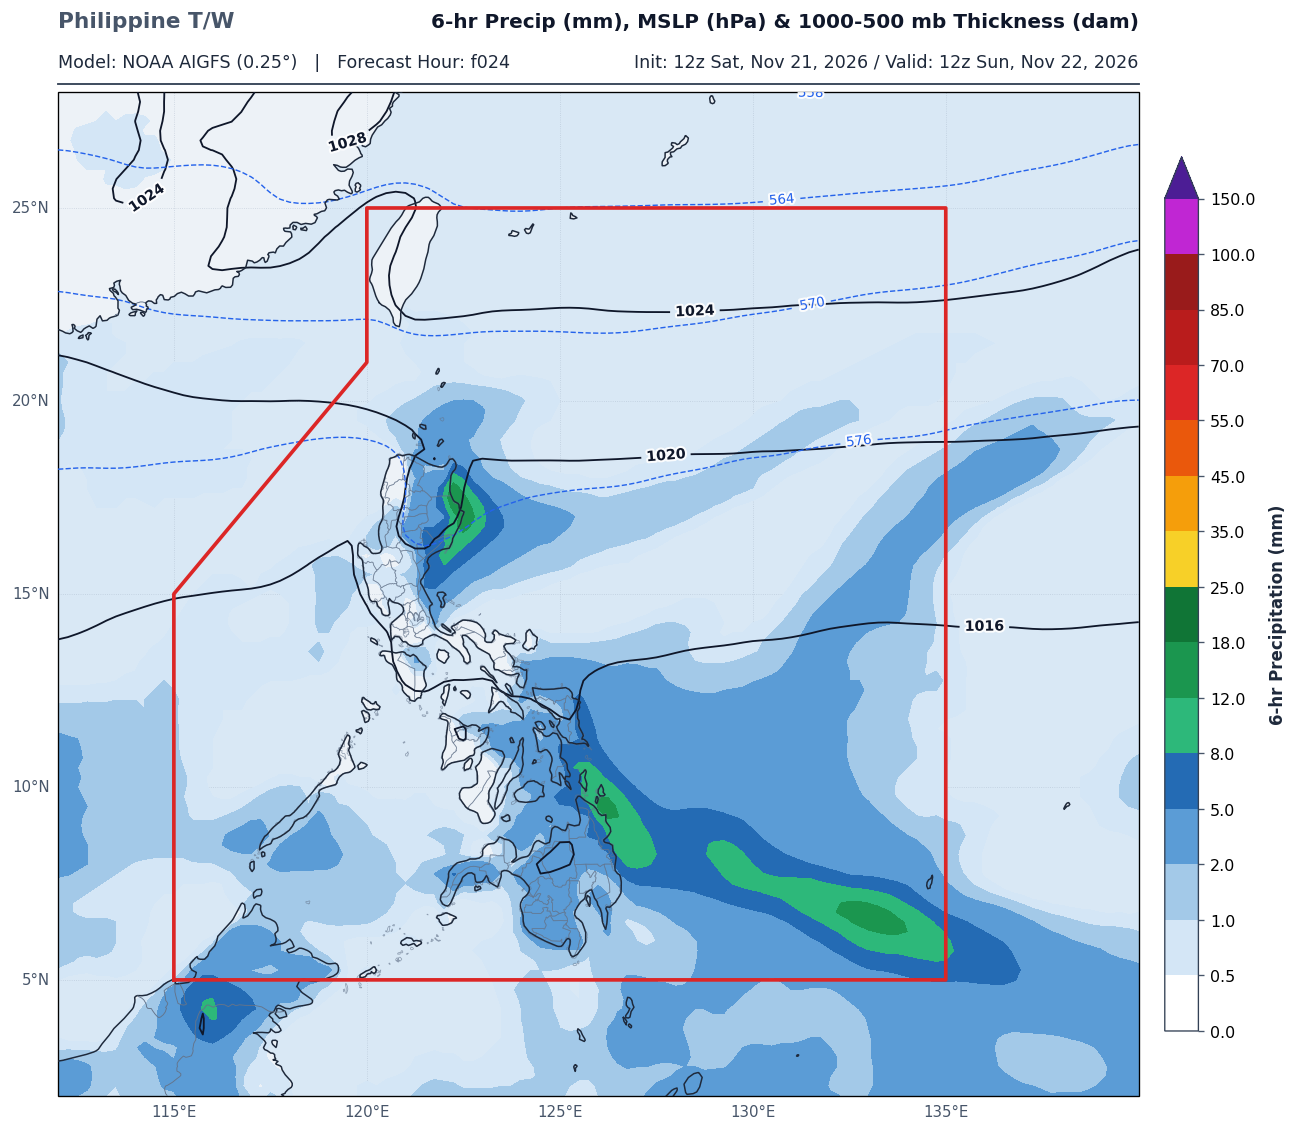 Philippine T/W
6-hr Precip (mm), MSLP (hPa) & 1000-500 mb Thickness (dam)
Model: NOAA AIGFS (0.25°) | Forecast Hour: f024
Init: 12z Sat, Nov 21, 2026 / Valid: 12z Sun, Nov 22, 2026
558
1028
1024
564
1024
570
1020
576
1016
25°N
20°N
15°N
10°N
5°N
115°E
120°E
125°E
130°E
135°E
150.0
100.0
85.0
70.0
55.0
45.0
35.0
25.0
18.0
12.0
8.0
5.0
2.0
1.0
0.5
0.0
6-hr Precipitation (mm)